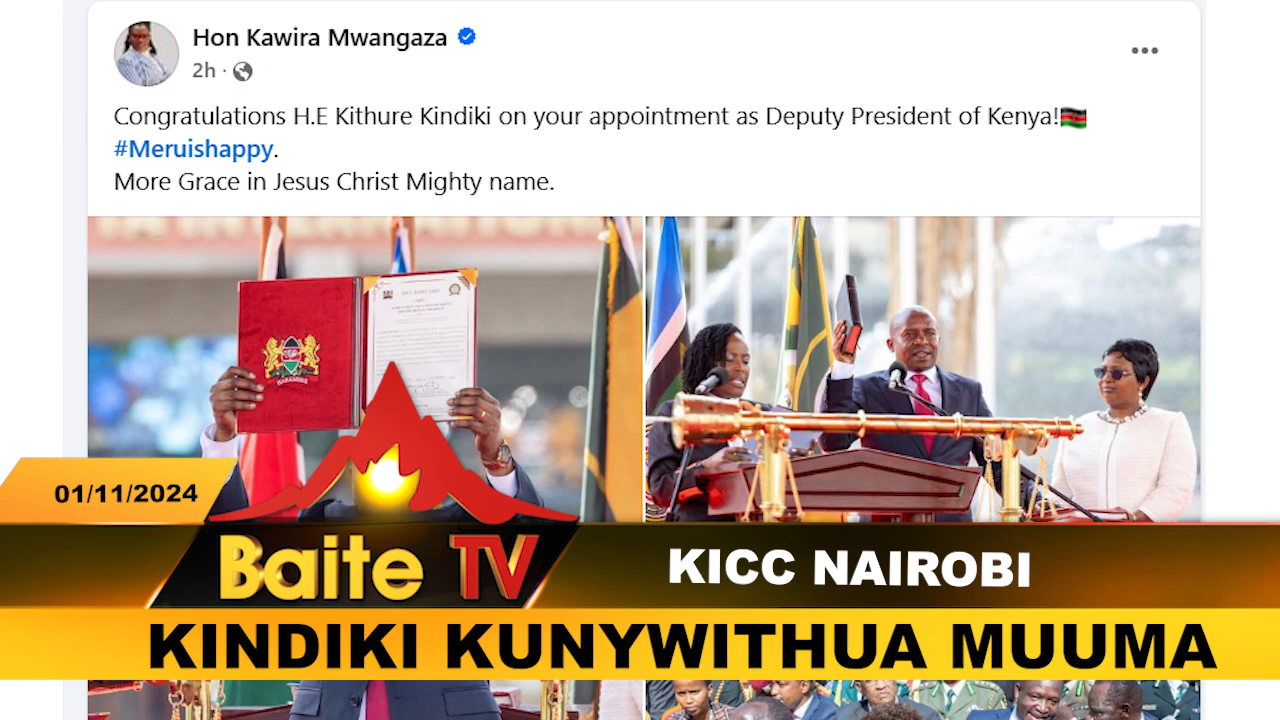 Hon Kawira Mwangaza
2h ·
Congratulations H.E Kithure Kindiki on your appointment as Deputy President of Kenya!🇰🇪
#Meruishappy.
More Grace in Jesus Christ Mighty name.
HARAMBEE
01/11/2024
Baite TV
KICC NAIROBI
KINDIKI KUNYWITHUA MUUMA